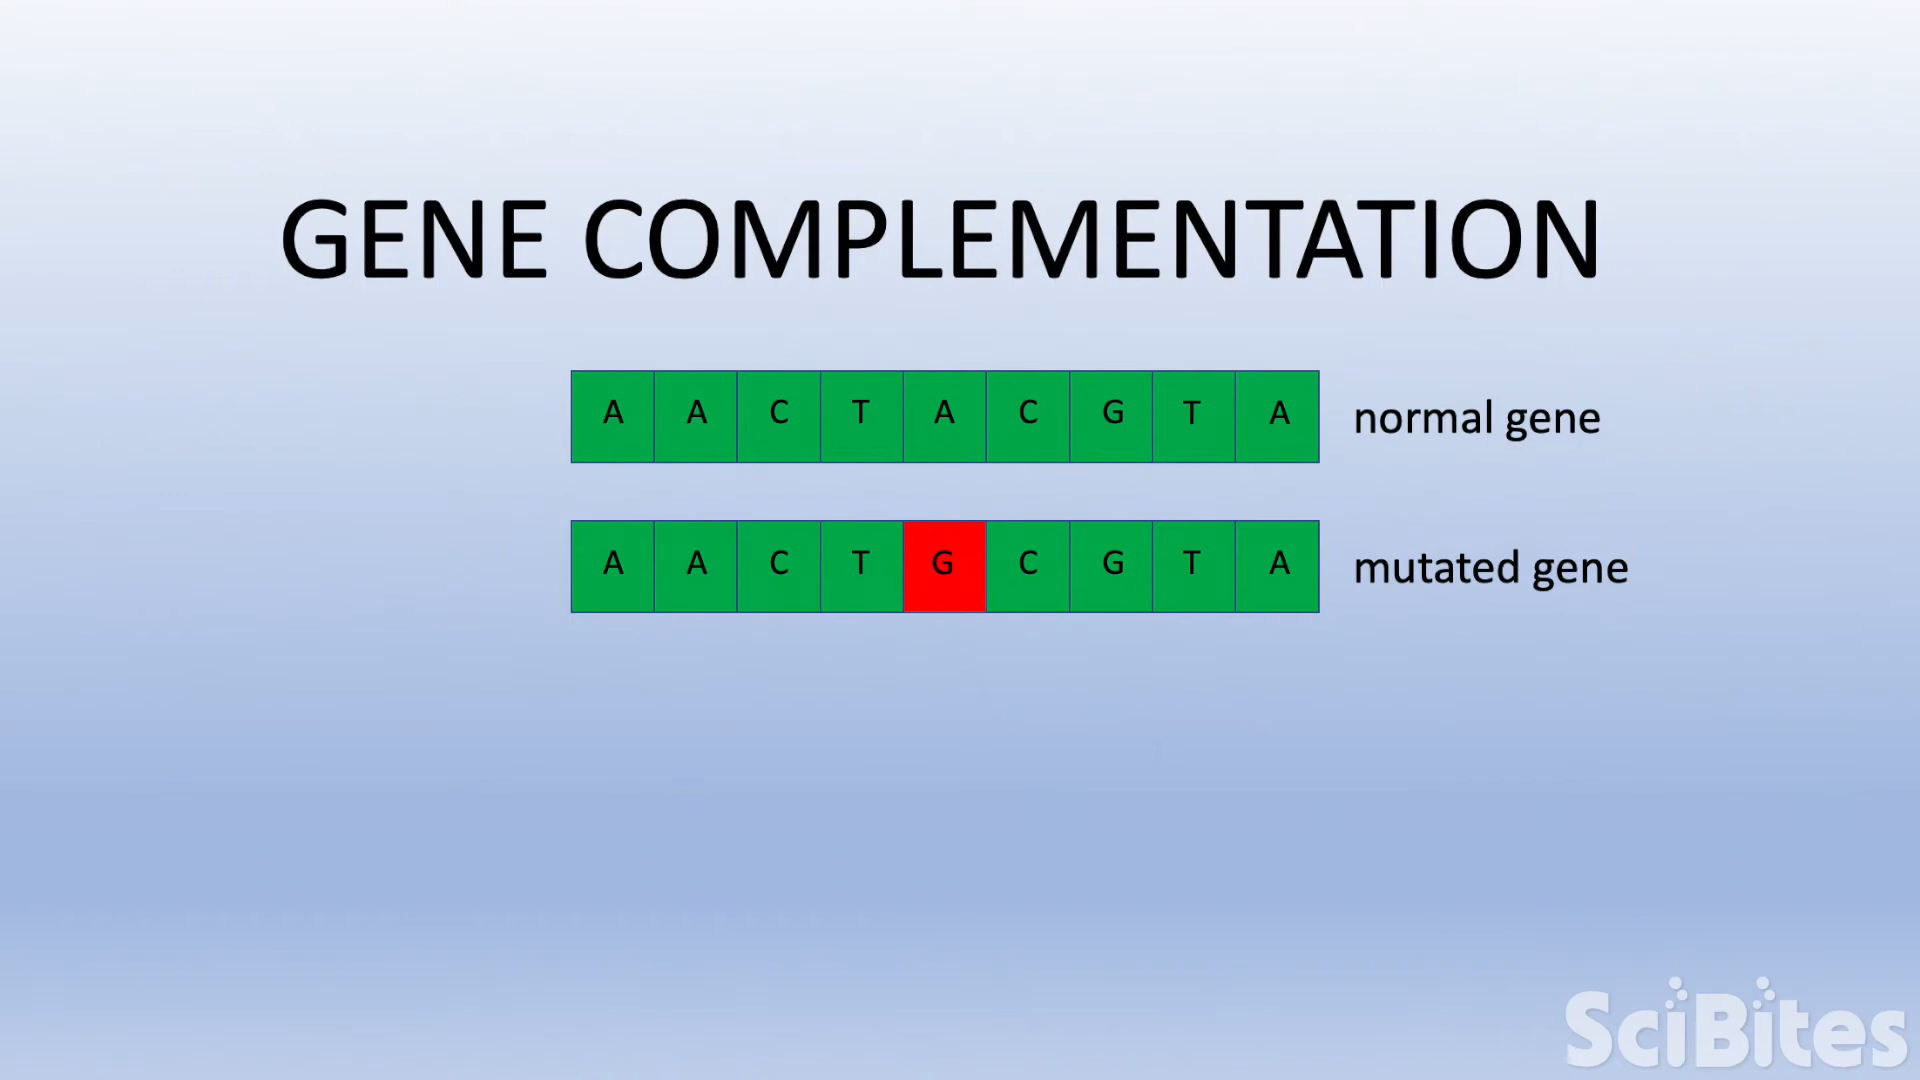 GENE COMPLEMENTATION
A A C T A C G T A normal gene
A A C T G C G T A mutated gene
SciBites